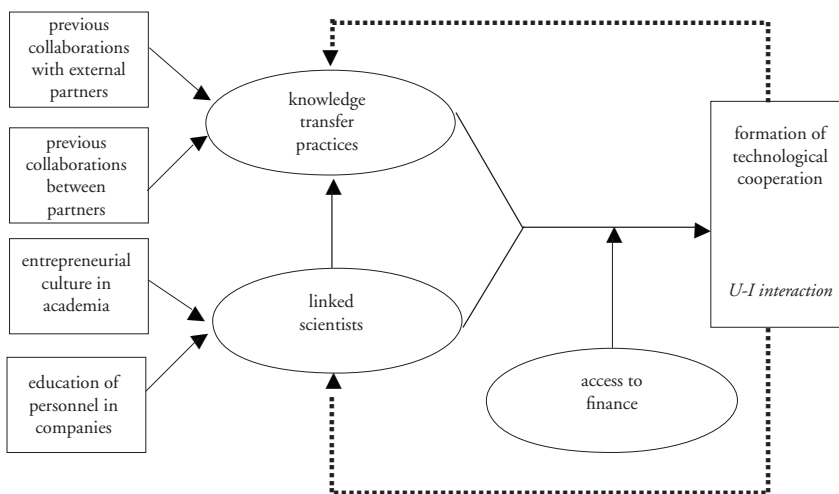 previous
collaborations
with external
partners
knowledge
transfer
practices
previous
collaborations
between
partners
formation of
technological
cooperation
entrepreneurial
culture in
academia
linked
scientists
U-I interaction
education of
personnel in
companies
access to
finance